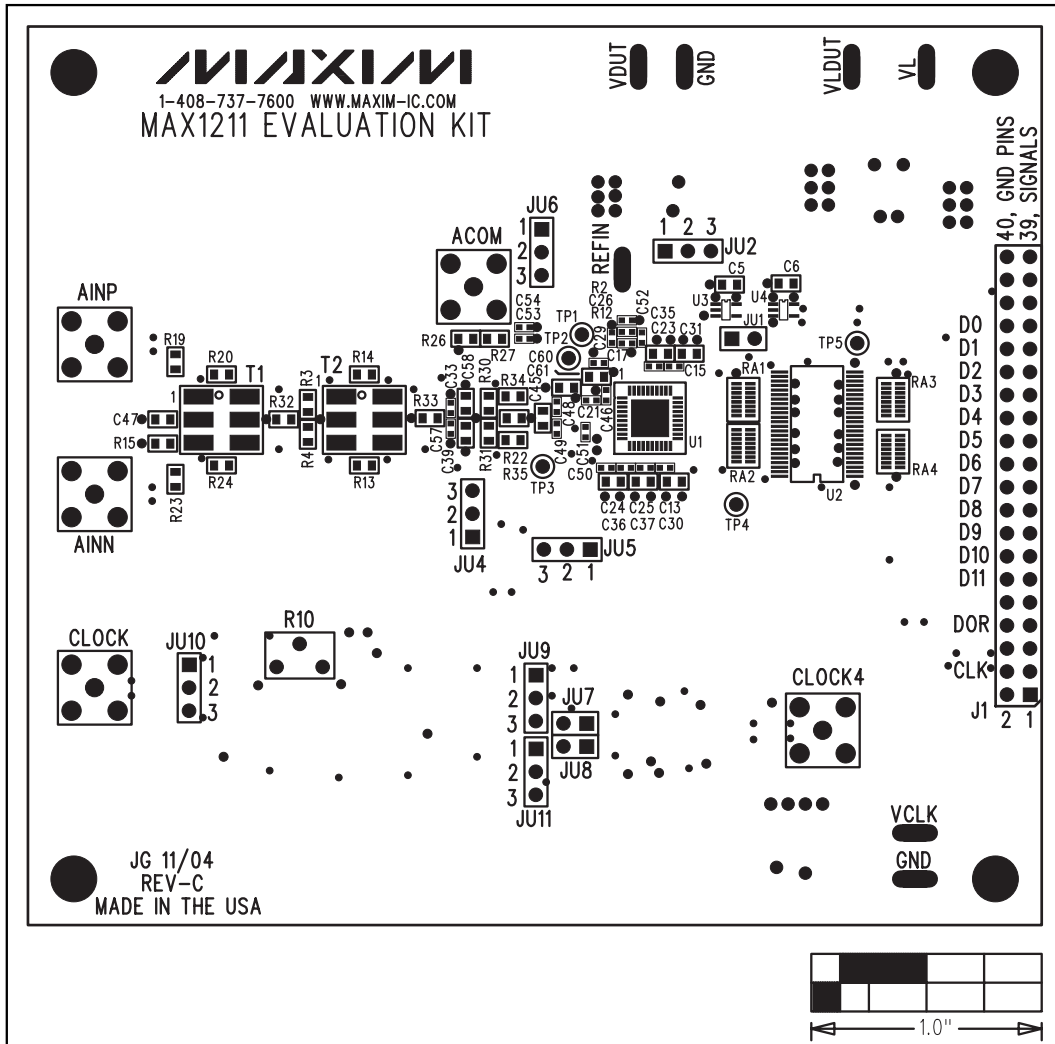 MAXIM
1-408-737-7600 WWW.MAXIM-IC.COM
MAX1211 EVALUATION KIT
VDUT
GND
VLDUT
VL
40, GND PINS
39, SIGNALS
JU6
1
2
3
ACOM
REFIN
1 2 3
JU2
AINP
R19
R20
T1
1
C47
R15
R24
R23
AINN
R32
R3
R4
T2
1
R14
R13
R33
R26
R27
C54
C53
C33
C58
R30
R34
C45
C57
C39
R31
R22
R35
TP1
TP2
C60
C61
TP3
C48
C49
C50
C51
C21
C46
R2
C26
R12
C52
C29
C17
C35
C23
C31
C15
1
U1
C24
C25
C13
C36
C37
C30
U3
C5
U4
C6
JU1
TP5
RA1
RA2
RA3
RA4
U2
TP4
D0
D1
D2
D3
D4
D5
D6
D7
D8
D9
D10
D11
DOR
CLK
J1
2 1
3
2
1
JU4
JU5
3 2 1
CLOCK
JU10
1
2
3
R10
JU9
1
2
3
JU7
JU8
1
2
3
JU11
CLOCK4
VCLK
GND
JG 11/04
REV-C
MADE IN THE USA
1.0"